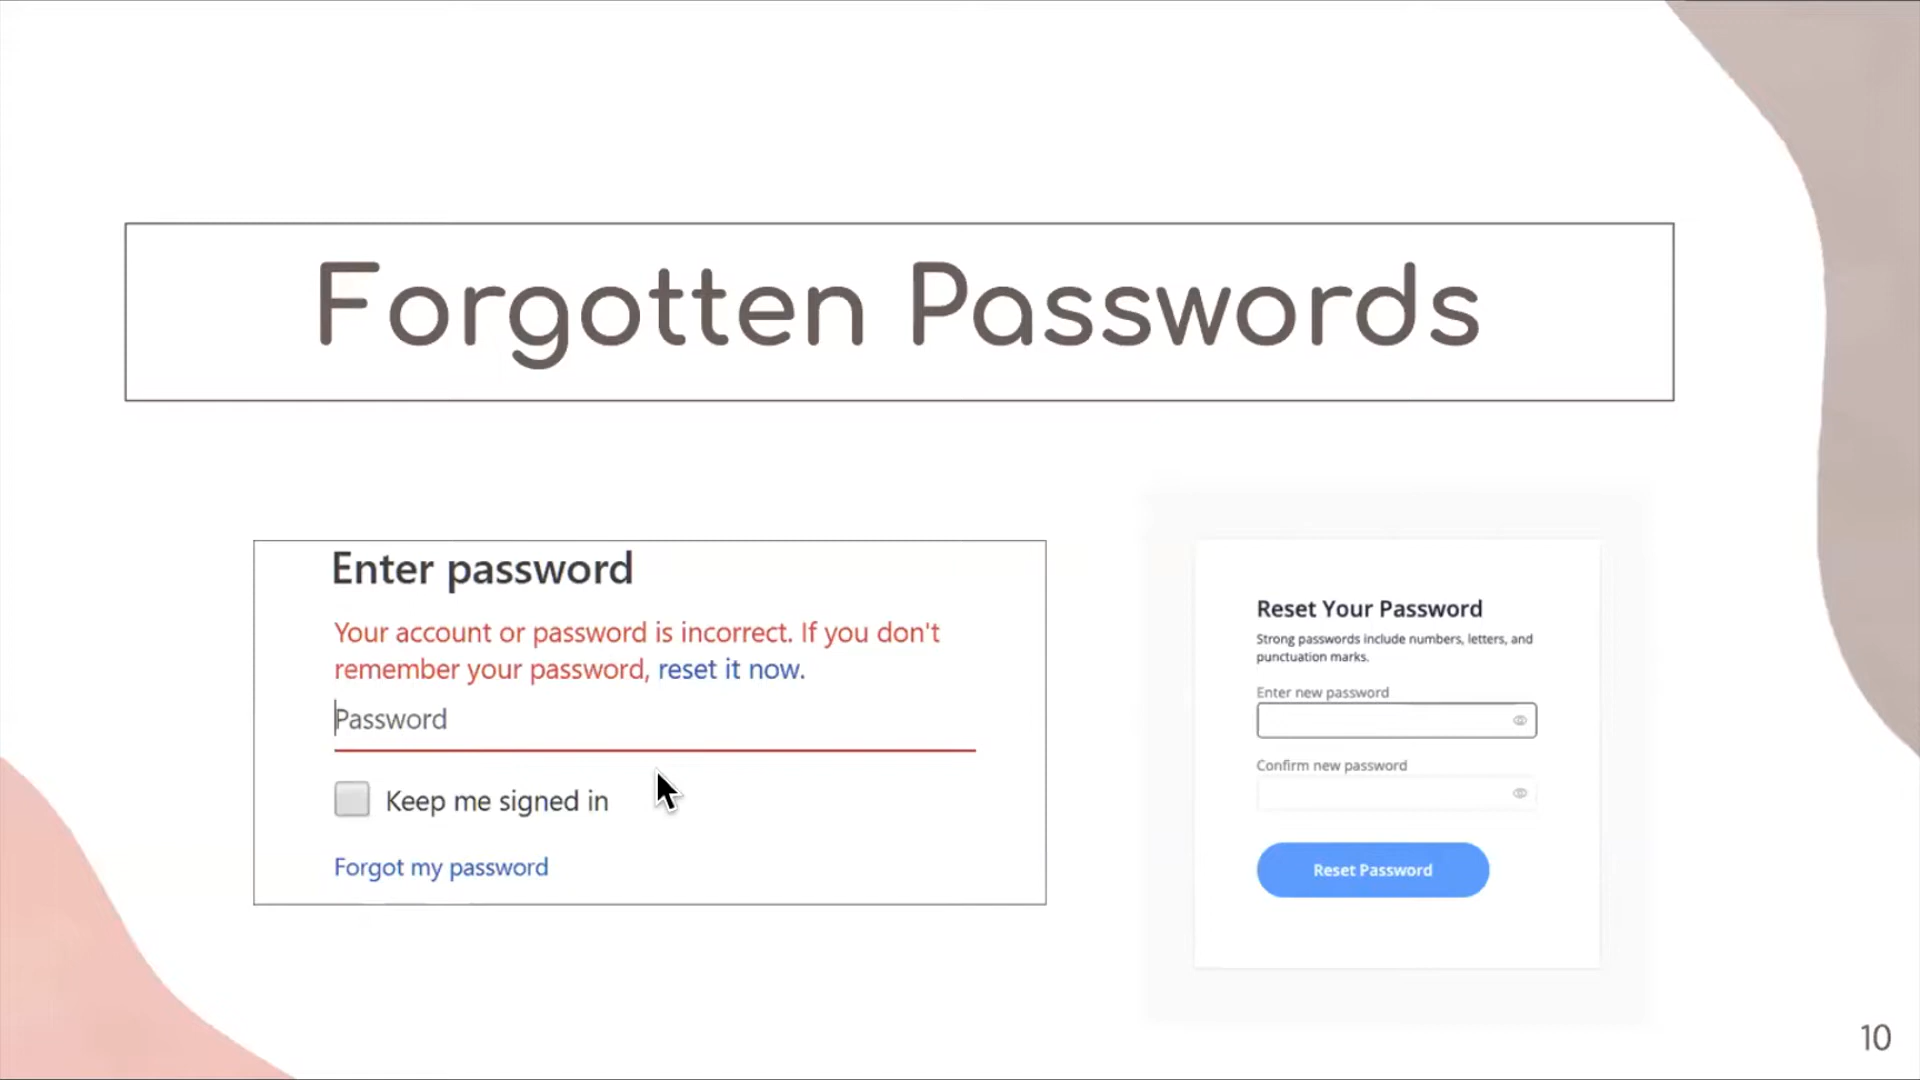 Forgotten Passwords
Enter password
Your account or password is incorrect. If you don't
remember your password, reset it now.
Password
Keep me signed in
Forgot my password
Reset Your Password
Strong passwords include numbers, letters, and
punctuation marks.
Enter new password
Confirm new password
Reset Password
10